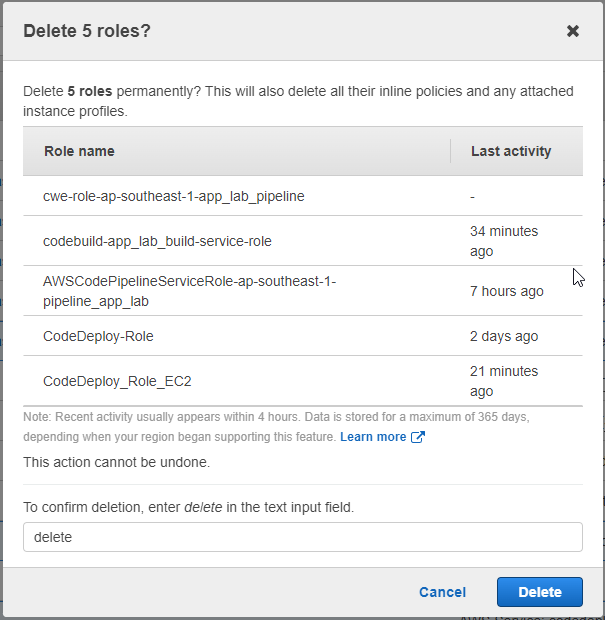 Delete 5 roles?
Delete 5 roles permanently? This will also delete all their inline policies and any attached
instance profiles.
Role name Last activity
cwe-role-ap-southeast-1-app_lab_pipeline -
codebuild-app_lab_build-service-role 34 minutes
ago
AWSCodePipelineServiceRole-ap-southeast-1-
pipeline_app_lab 7 hours ago
CodeDeploy-Role 2 days ago
CodeDeploy_Role_EC2 21 minutes
ago
Note: Recent activity usually appears within 4 hours. Data is stored for a maximum of 365 days,
depending when your region began supporting this feature. Learn more
This action cannot be undone.
To confirm deletion, enter delete in the text input field.
delete
Cancel Delete